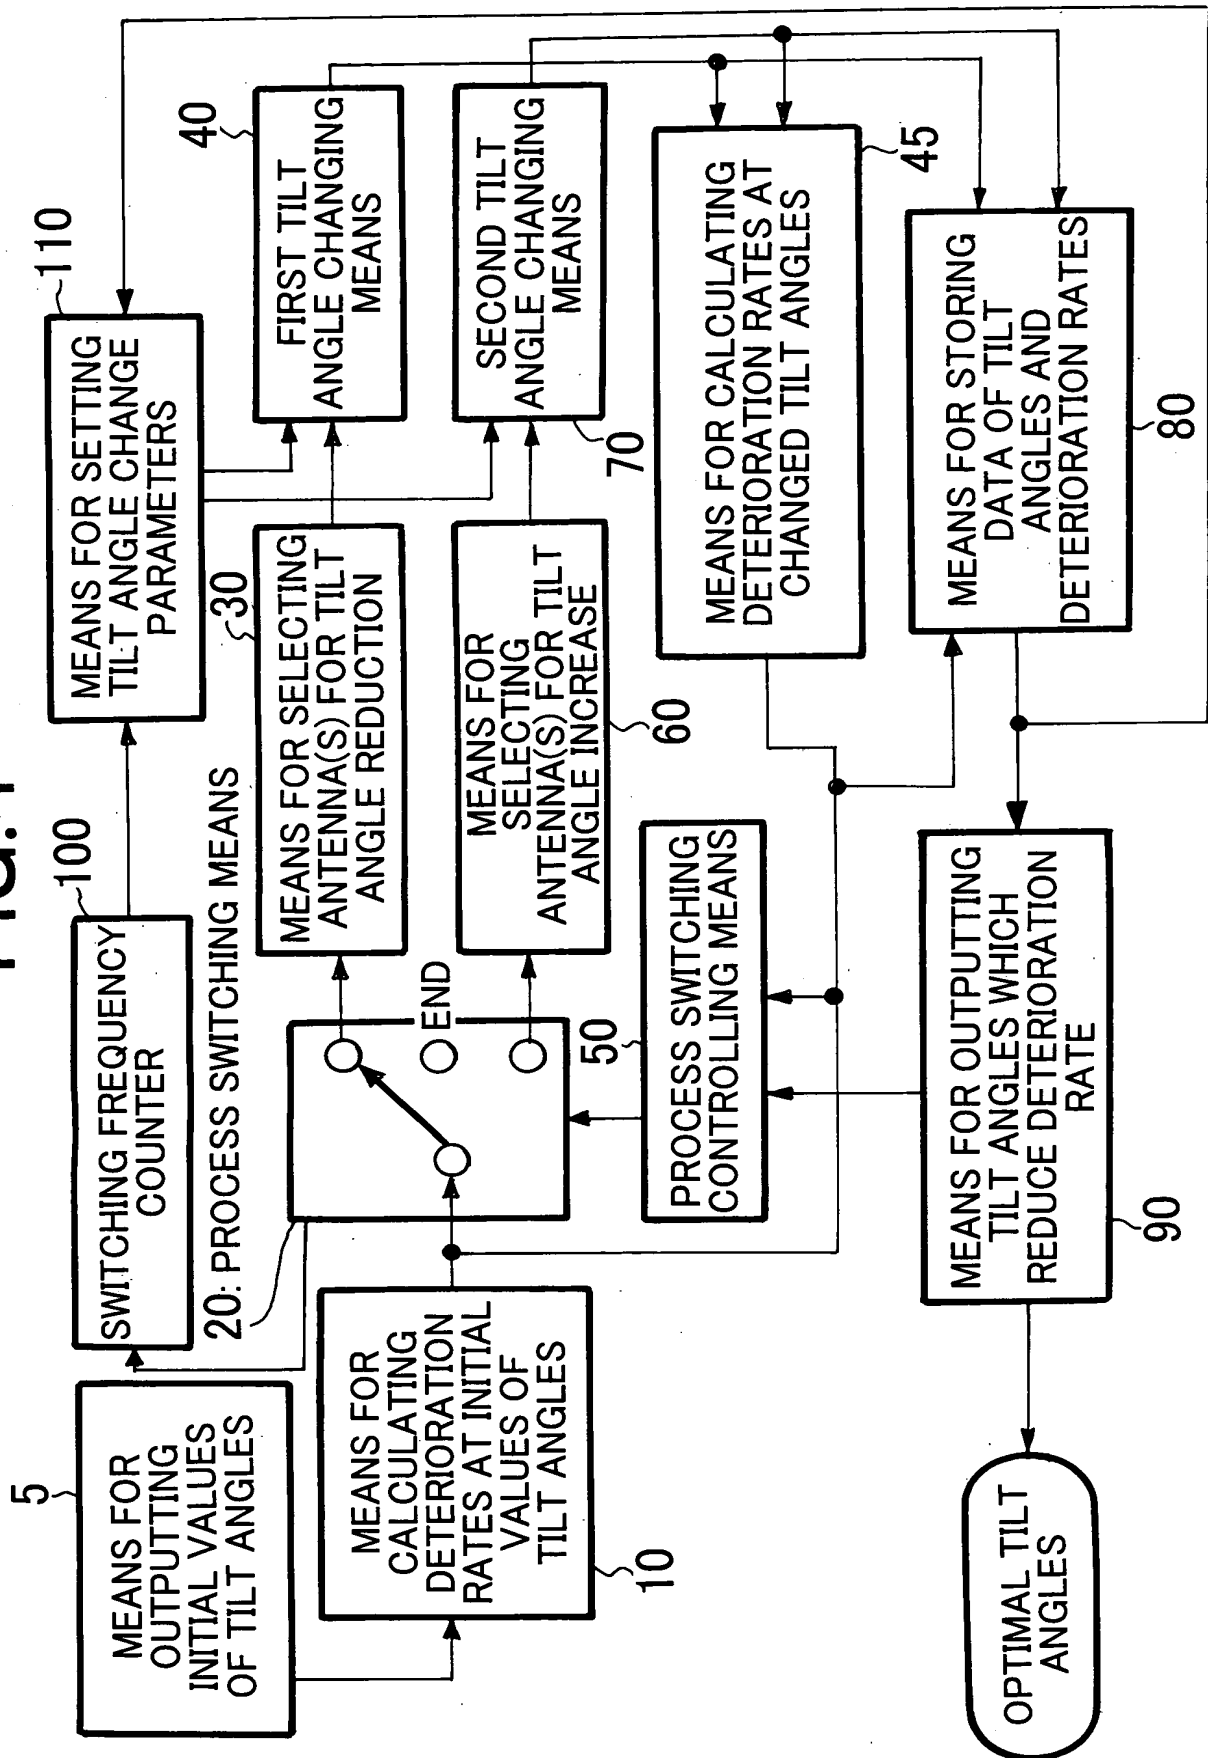 FIG. 1
5
MEANS FOR
OUTPUTTING
INITIAL VALUES
OF TILT ANGLES
100
SWITCHING FREQUENCY
COUNTER
110
MEANS FOR SETTING
TILT ANGLE CHANGE
PARAMETERS
10
MEANS FOR
CALCULATING
DETERIORATION
RATES AT INITIAL
VALUES OF
TILT ANGLES
20: PROCESS SWITCHING MEANS
END
30
MEANS FOR SELECTING
ANTENNA(S) FOR TILT
ANGLE REDUCTION
40
FIRST TILT
ANGLE CHANGING
MEANS
60
MEANS FOR
SELECTING
ANTENNA(S) FOR TILT
ANGLE INCREASE
70
SECOND TILT
ANGLE CHANGING
MEANS
50
PROCESS SWITCHING
CONTROLLING MEANS
45
MEANS FOR CALCULATING
DETERIORATION RATES AT
CHANGED TILT ANGLES
80
MEANS FOR STORING
DATA OF TILT
ANGLES AND
DETERIORATION RATES
90
MEANS FOR OUTPUTTING
TILT ANGLES WHICH
REDUCE DETERIORATION
RATE
OPTIMAL TILT
ANGLES